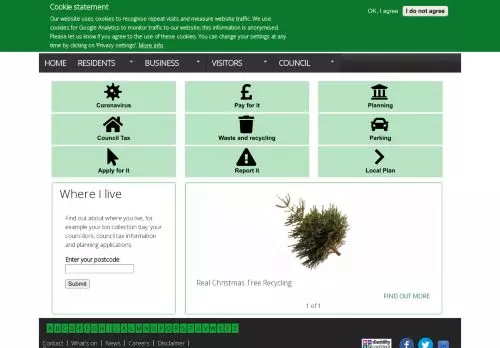 Cookie statement
Our website uses cookies to recognise repeat visits and measure website traffic. We use
cookies for Google Analytics to monitor traffic to our website; this information is anonymised.
Please let us know if you agree to the use of these cookies. You can change your settings at
any time by clicking on 'Privacy settings'. More info
OK, I agree
I do not agree
HOME RESIDENTS BUSINESS VISITORS COUNCIL
Coronavirus Pay for it Planning
Council Tax Waste and recycling Parking
Apply for it Report it Local Plan
Where I live
Find out about where you live, for
example your bin collection day, your
councillors, council tax information
and planning applications.
Enter your postcode
Submit
Real Christmas Tree Recycling
FIND OUT MORE
1 of 1
A B C D E F G H I J K L M N O P Q R S T U V W X Y Z
Contact | What's on | News | Careers | Disclaimer |
disability
confident